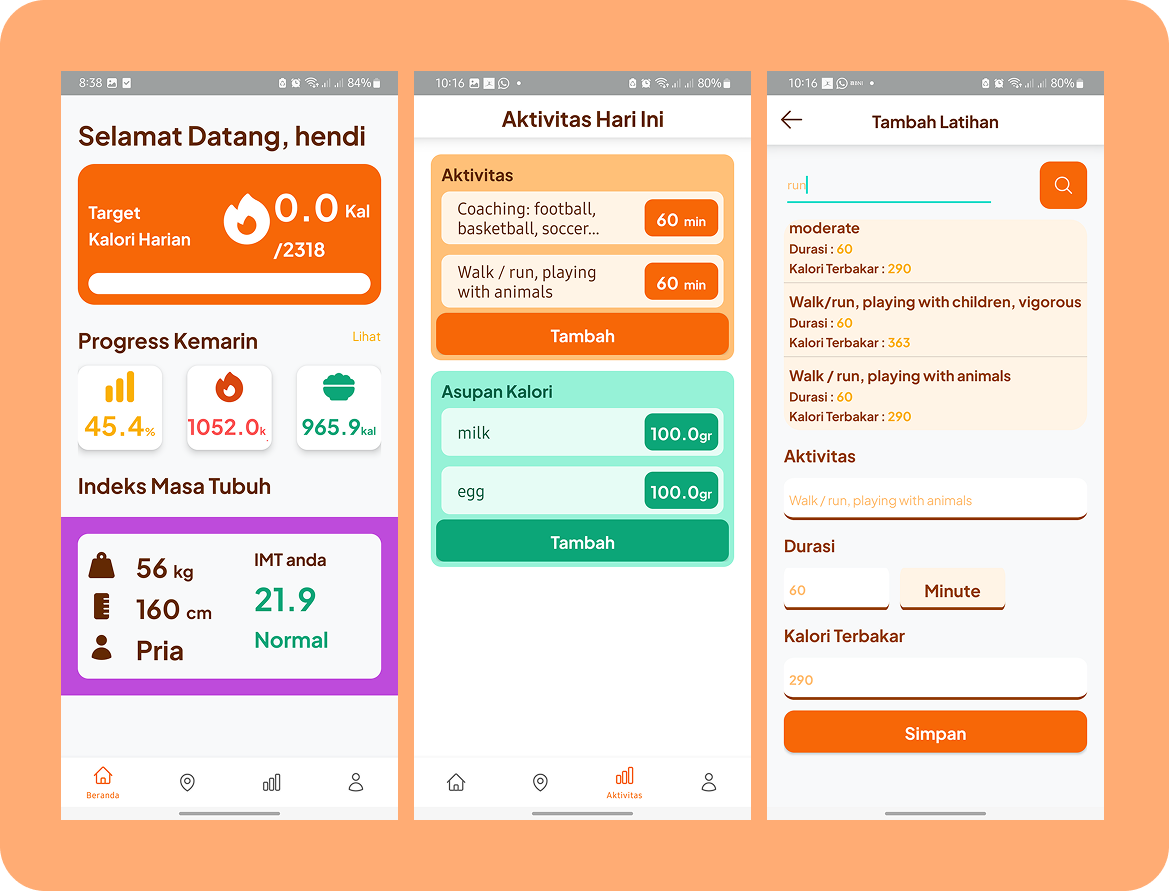 8:38
84%
Selamat Datang, hendi
Target
Kalori Harian
0.0 Kal
/2318
Progress Kemarin
Lihat
45.4%
1052.0k
965.9kal
Indeks Masa Tubuh
56 kg
160 cm
Pria
IMT anda
21.9
Normal
Beranda
10:16
80%
Aktivitas Hari Ini
Aktivitas
Coaching: football,
basketball, soccer...
60 min
Walk / run, playing
with animals
60 min
Tambah
Asupan Kalori
milk
100.0gr
egg
100.0gr
Tambah
Aktivitas
10:16
BBNI
80%
Tambah Latihan
run
moderate
Durasi : 60
Kalori Terbakar : 290
Walk/run, playing with children, vigorous
Durasi : 60
Kalori Terbakar : 363
Walk / run, playing with animals
Durasi : 60
Kalori Terbakar : 290
Aktivitas
Walk / run, playing with animals
Durasi
60
Minute
Kalori Terbakar
290
Simpan